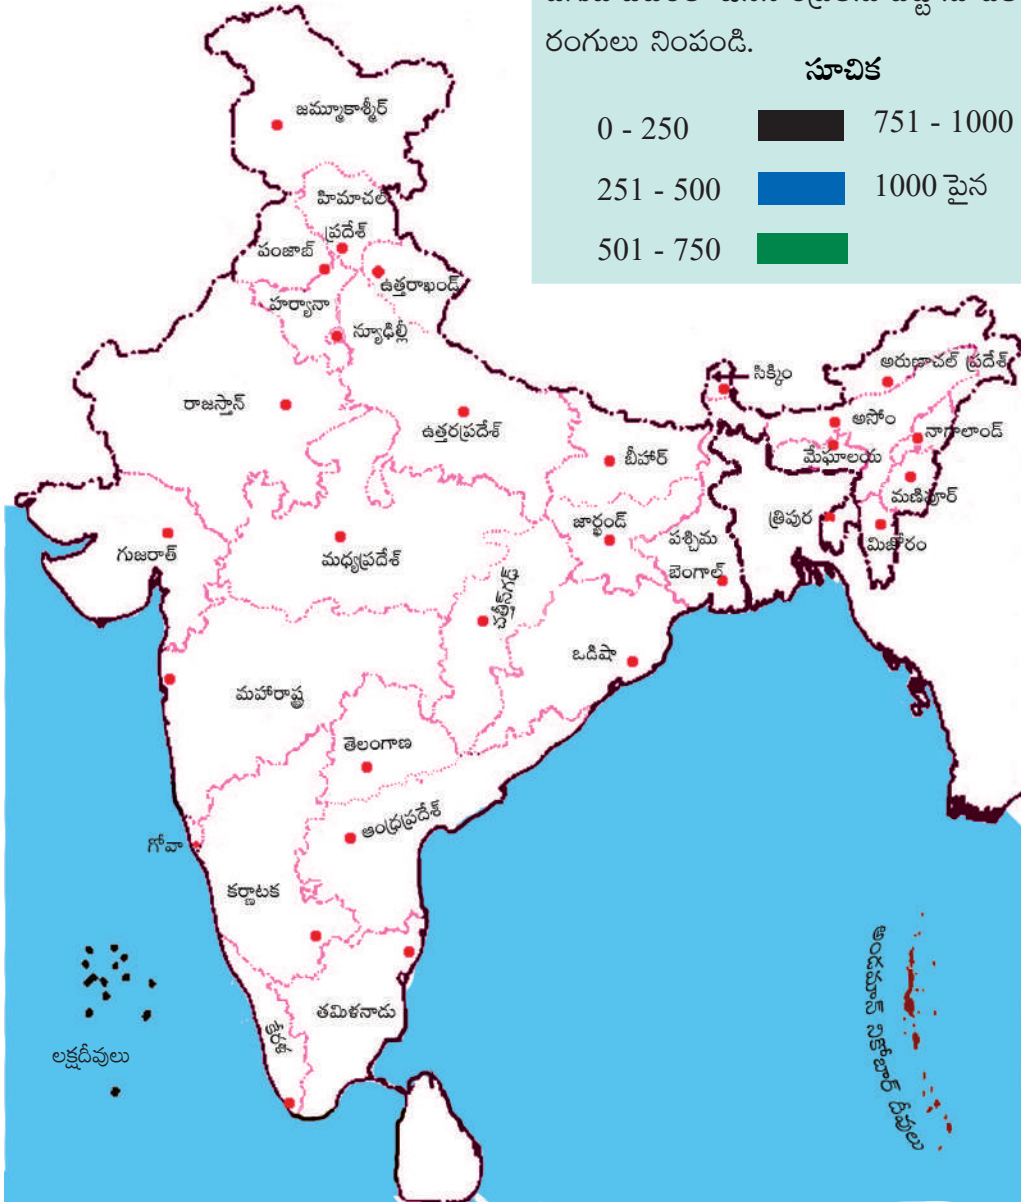 రంగులు నింపండి.
సూచిక
0 - 250
751 - 1000
251 - 500
1000 పైన
501 - 750
జమ్మూకాశ్మీర్
హిమాచల్
ప్రదేశ్
పంజాబ్
ఉత్తరాఖండ్
హర్యానా
న్యూఢిల్లీ
సిక్కిం
అరుణాచల్ ప్రదేశ్
రాజస్తాన్
ఉత్తరప్రదేశ్
అసోం
నాగాలాండ్
బీహార్
మేఘాలయ
మణిపూర్
జార్ఖండ్
త్రిపుర
పశ్చిమ
బెంగాల్
మిజోరం
గుజరాత్
మధ్యప్రదేశ్
ఒడిషా
మహారాష్ట్ర
తెలంగాణ
ఆంధ్రప్రదేశ్
గోవా
కర్ణాటక
తమిళనాడు
కేరళ
లక్షదీవులు
అండమాన్ నికోబార్ దీవులు